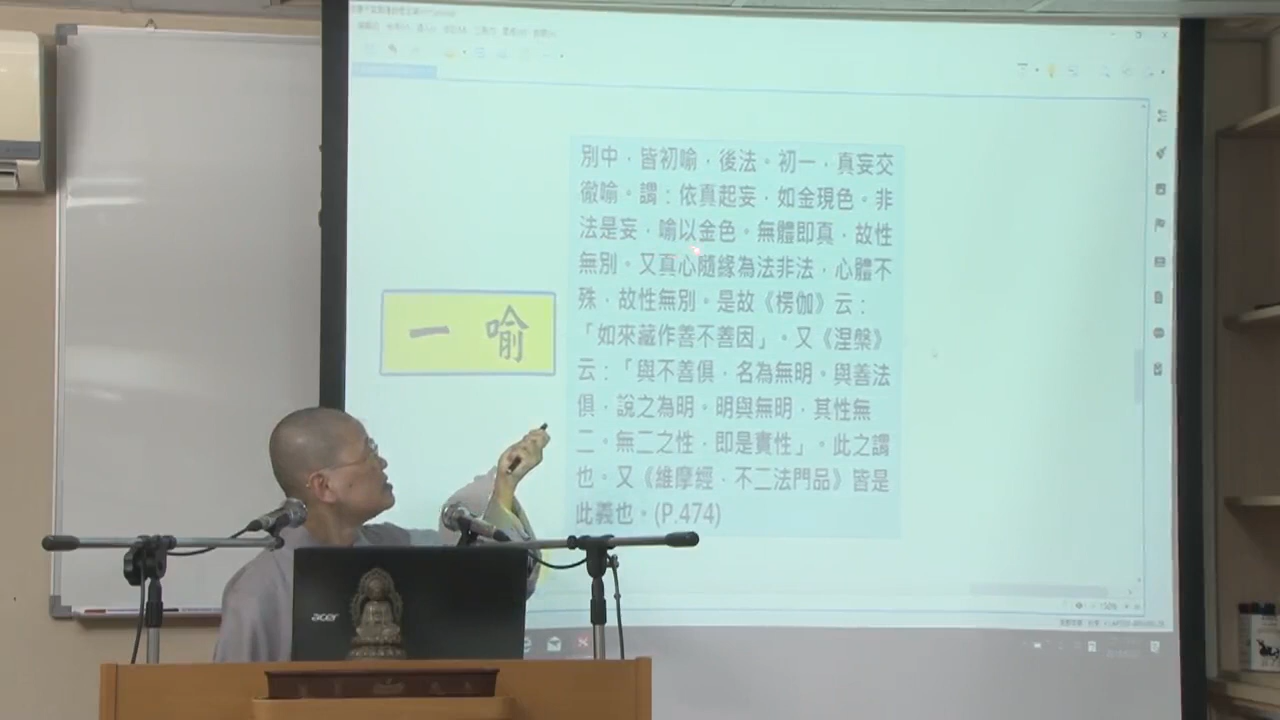 一 喻
別中，皆初喻，後法。初一，真妄交
徹喻。謂：依真起妄，如金現色。非
法是妄，喻以金色。無體即真，故性
無別。又真心隨緣為法非法，心體不
殊，故性無別。是故《楞伽》云：
「如來藏作善不善因」。又《涅槃》
云：「與不善俱，名為無明。與善法
俱，說之為明。明與無明，其性無
二。無二之性，即是實性」。此之謂
也。又《維摩經．不二法門品》皆是
此義也。(P.474)
acer